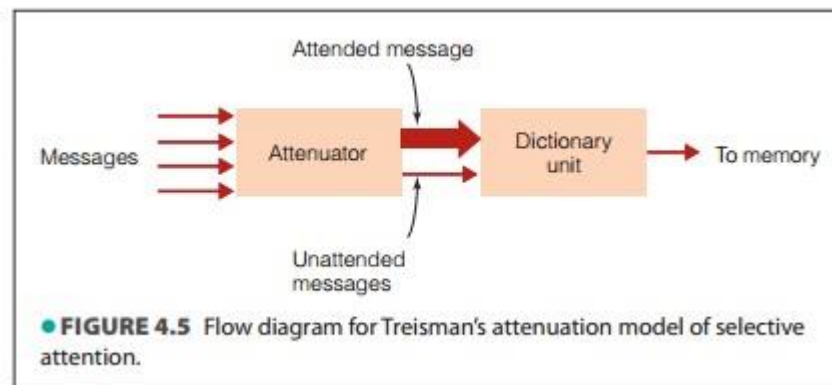 Attended message
Messages
Attenuator
Dictionary
unit
To memory
Unattended
messages
● FIGURE 4.5 Flow diagram for Treisman's attenuation model of selective
attention.